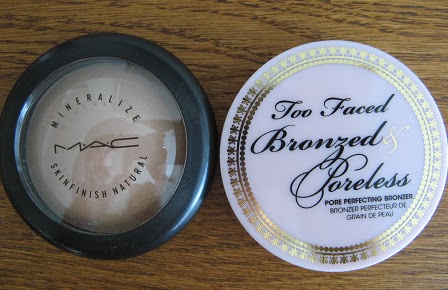 MINERALIZE
MAC
SKINFINISH NATURAL
Too Faced
Bronzed &
Poreless
PORE PERFECTING BRONZER
BRONZER PERFECTEUR DE
GRAIN DE PEAU